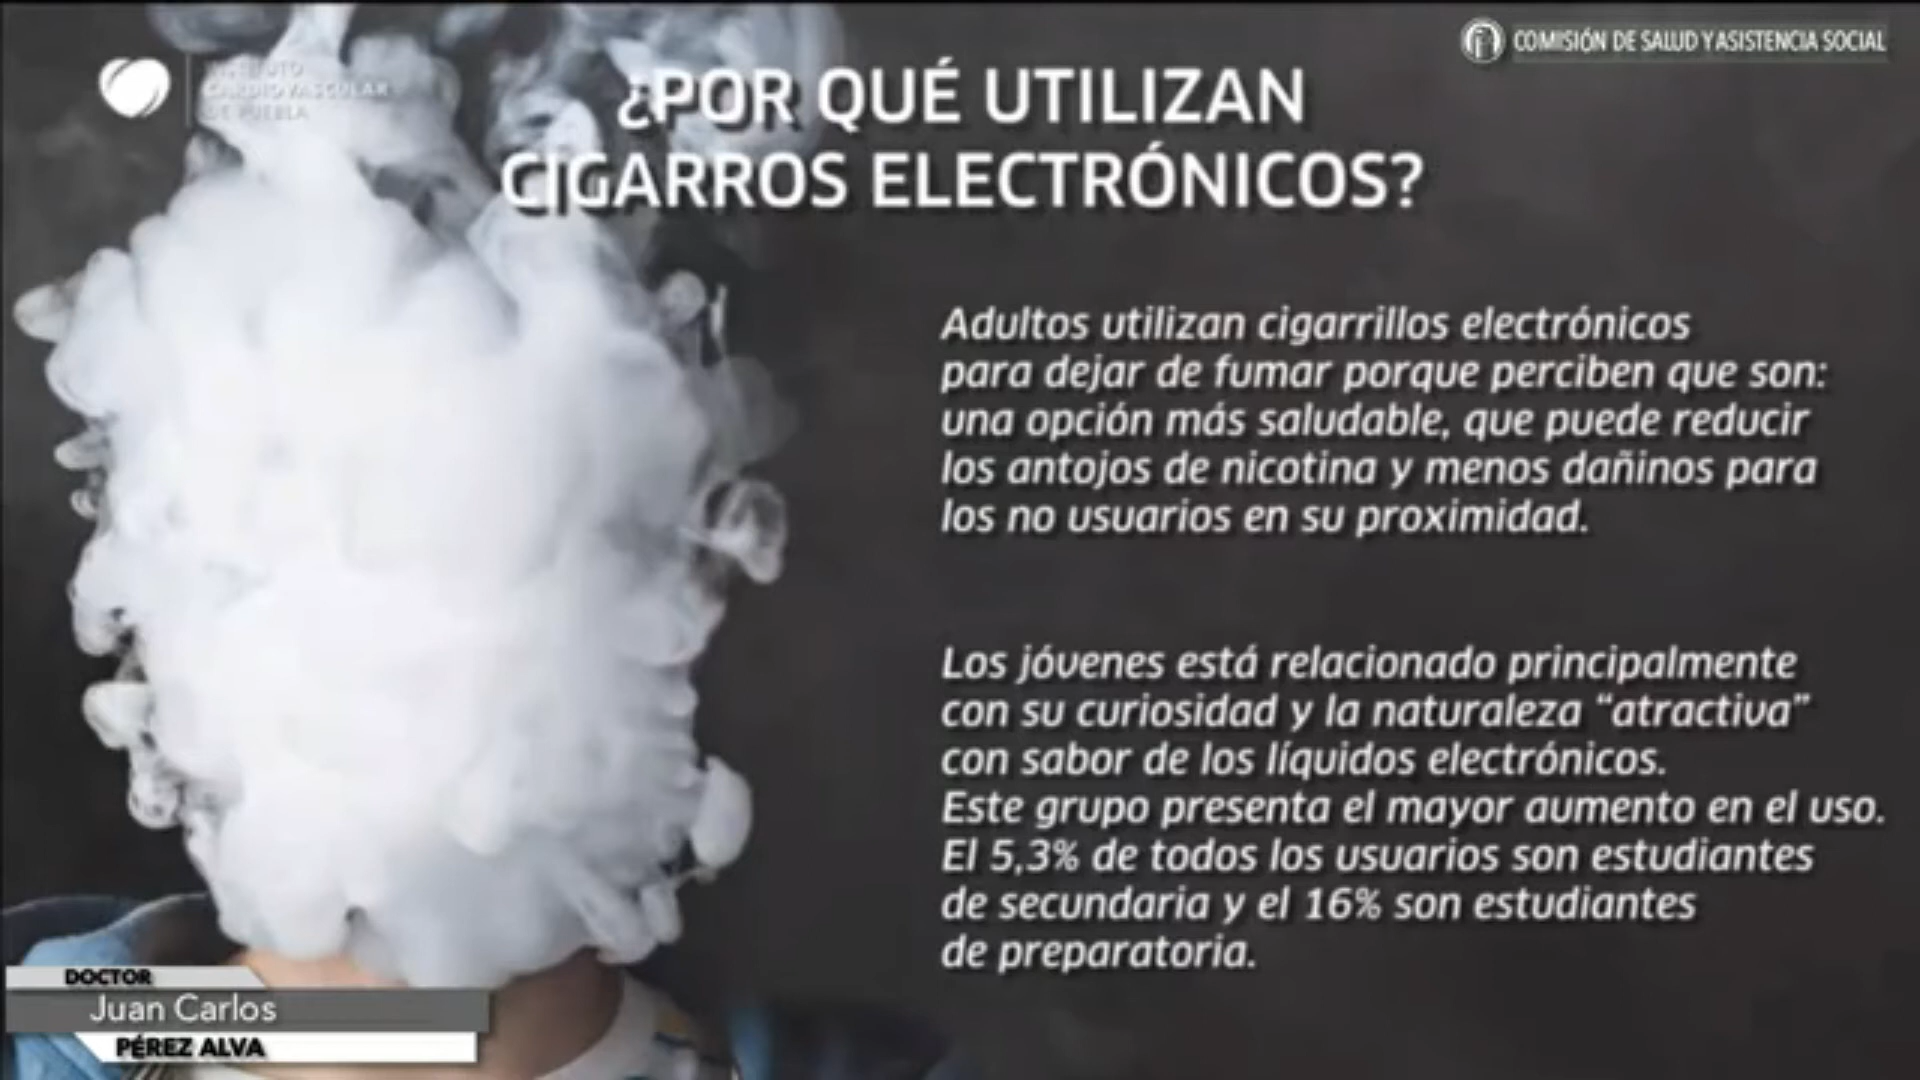 COMISIÓN DE SALUD Y ASISTENCIA SOCIAL
INSTITUTO
CARDIOVASCULAR
DE PUEBLA
¿POR QUÉ UTILIZAN
CIGARROS ELECTRÓNICOS?
Adultos utilizan cigarrillos electrónicos
para dejar de fumar porque perciben que son:
una opción más saludable, que puede reducir
los antojos de nicotina y menos dañinos para
los no usuarios en su proximidad.
Los jóvenes está relacionado principalmente
con su curiosidad y la naturaleza “atractiva”
con sabor de los líquidos electrónicos.
Este grupo presenta el mayor aumento en el uso.
El 5,3% de todos los usuarios son estudiantes
de secundaria y el 16% son estudiantes
de preparatoria.
DOCTOR
Juan Carlos
PÉREZ ALVA